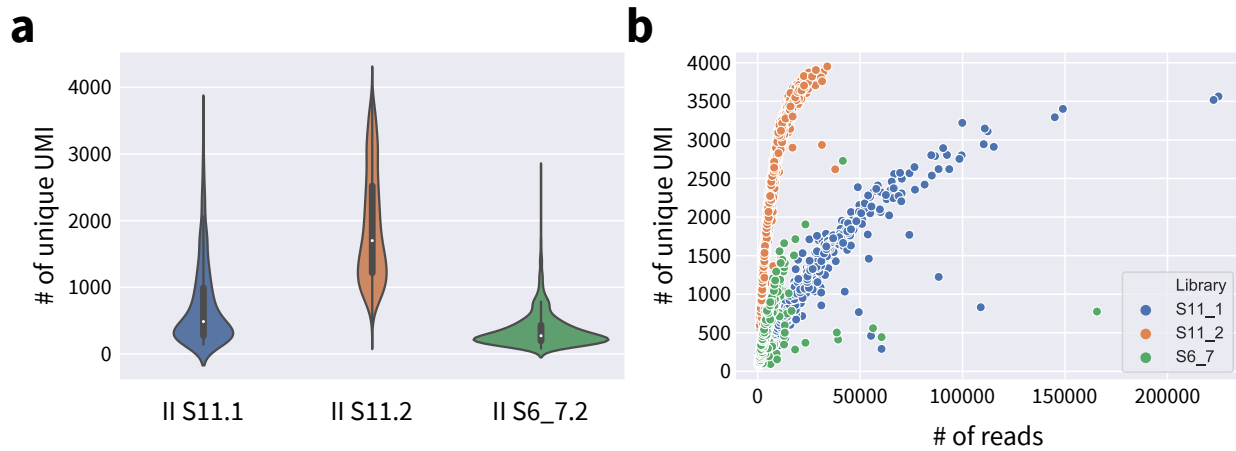 a
# of unique UMI
4000
3000
2000
1000
0
II S11.1
II S11.2
II S6_7.2
b
# of unique UMI
4000
3500
3000
2500
2000
1500
1000
500
0
Library
S11_1
S11_2
S6_7
0
50000
100000
150000
200000
# of reads